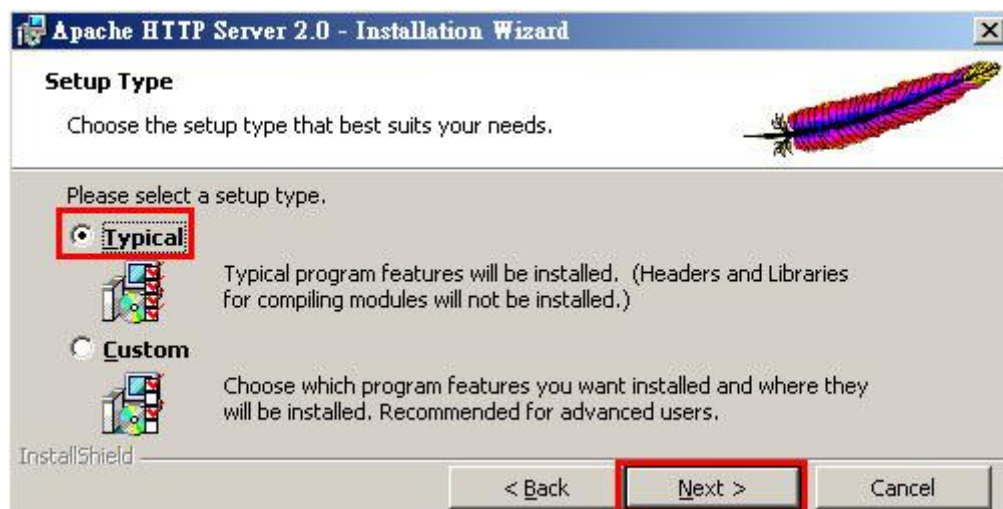 Apache HTTP Server 2.0 - Installation Wizard
Setup Type
Choose the setup type that best suits your needs.
Please select a setup type.
Typical
Typical program features will be installed. (Headers and Libraries
for compiling modules will not be installed.)
Custom
Choose which program features you want installed and where they
will be installed. Recommended for advanced users.
InstallShield
< Back
Next >
Cancel